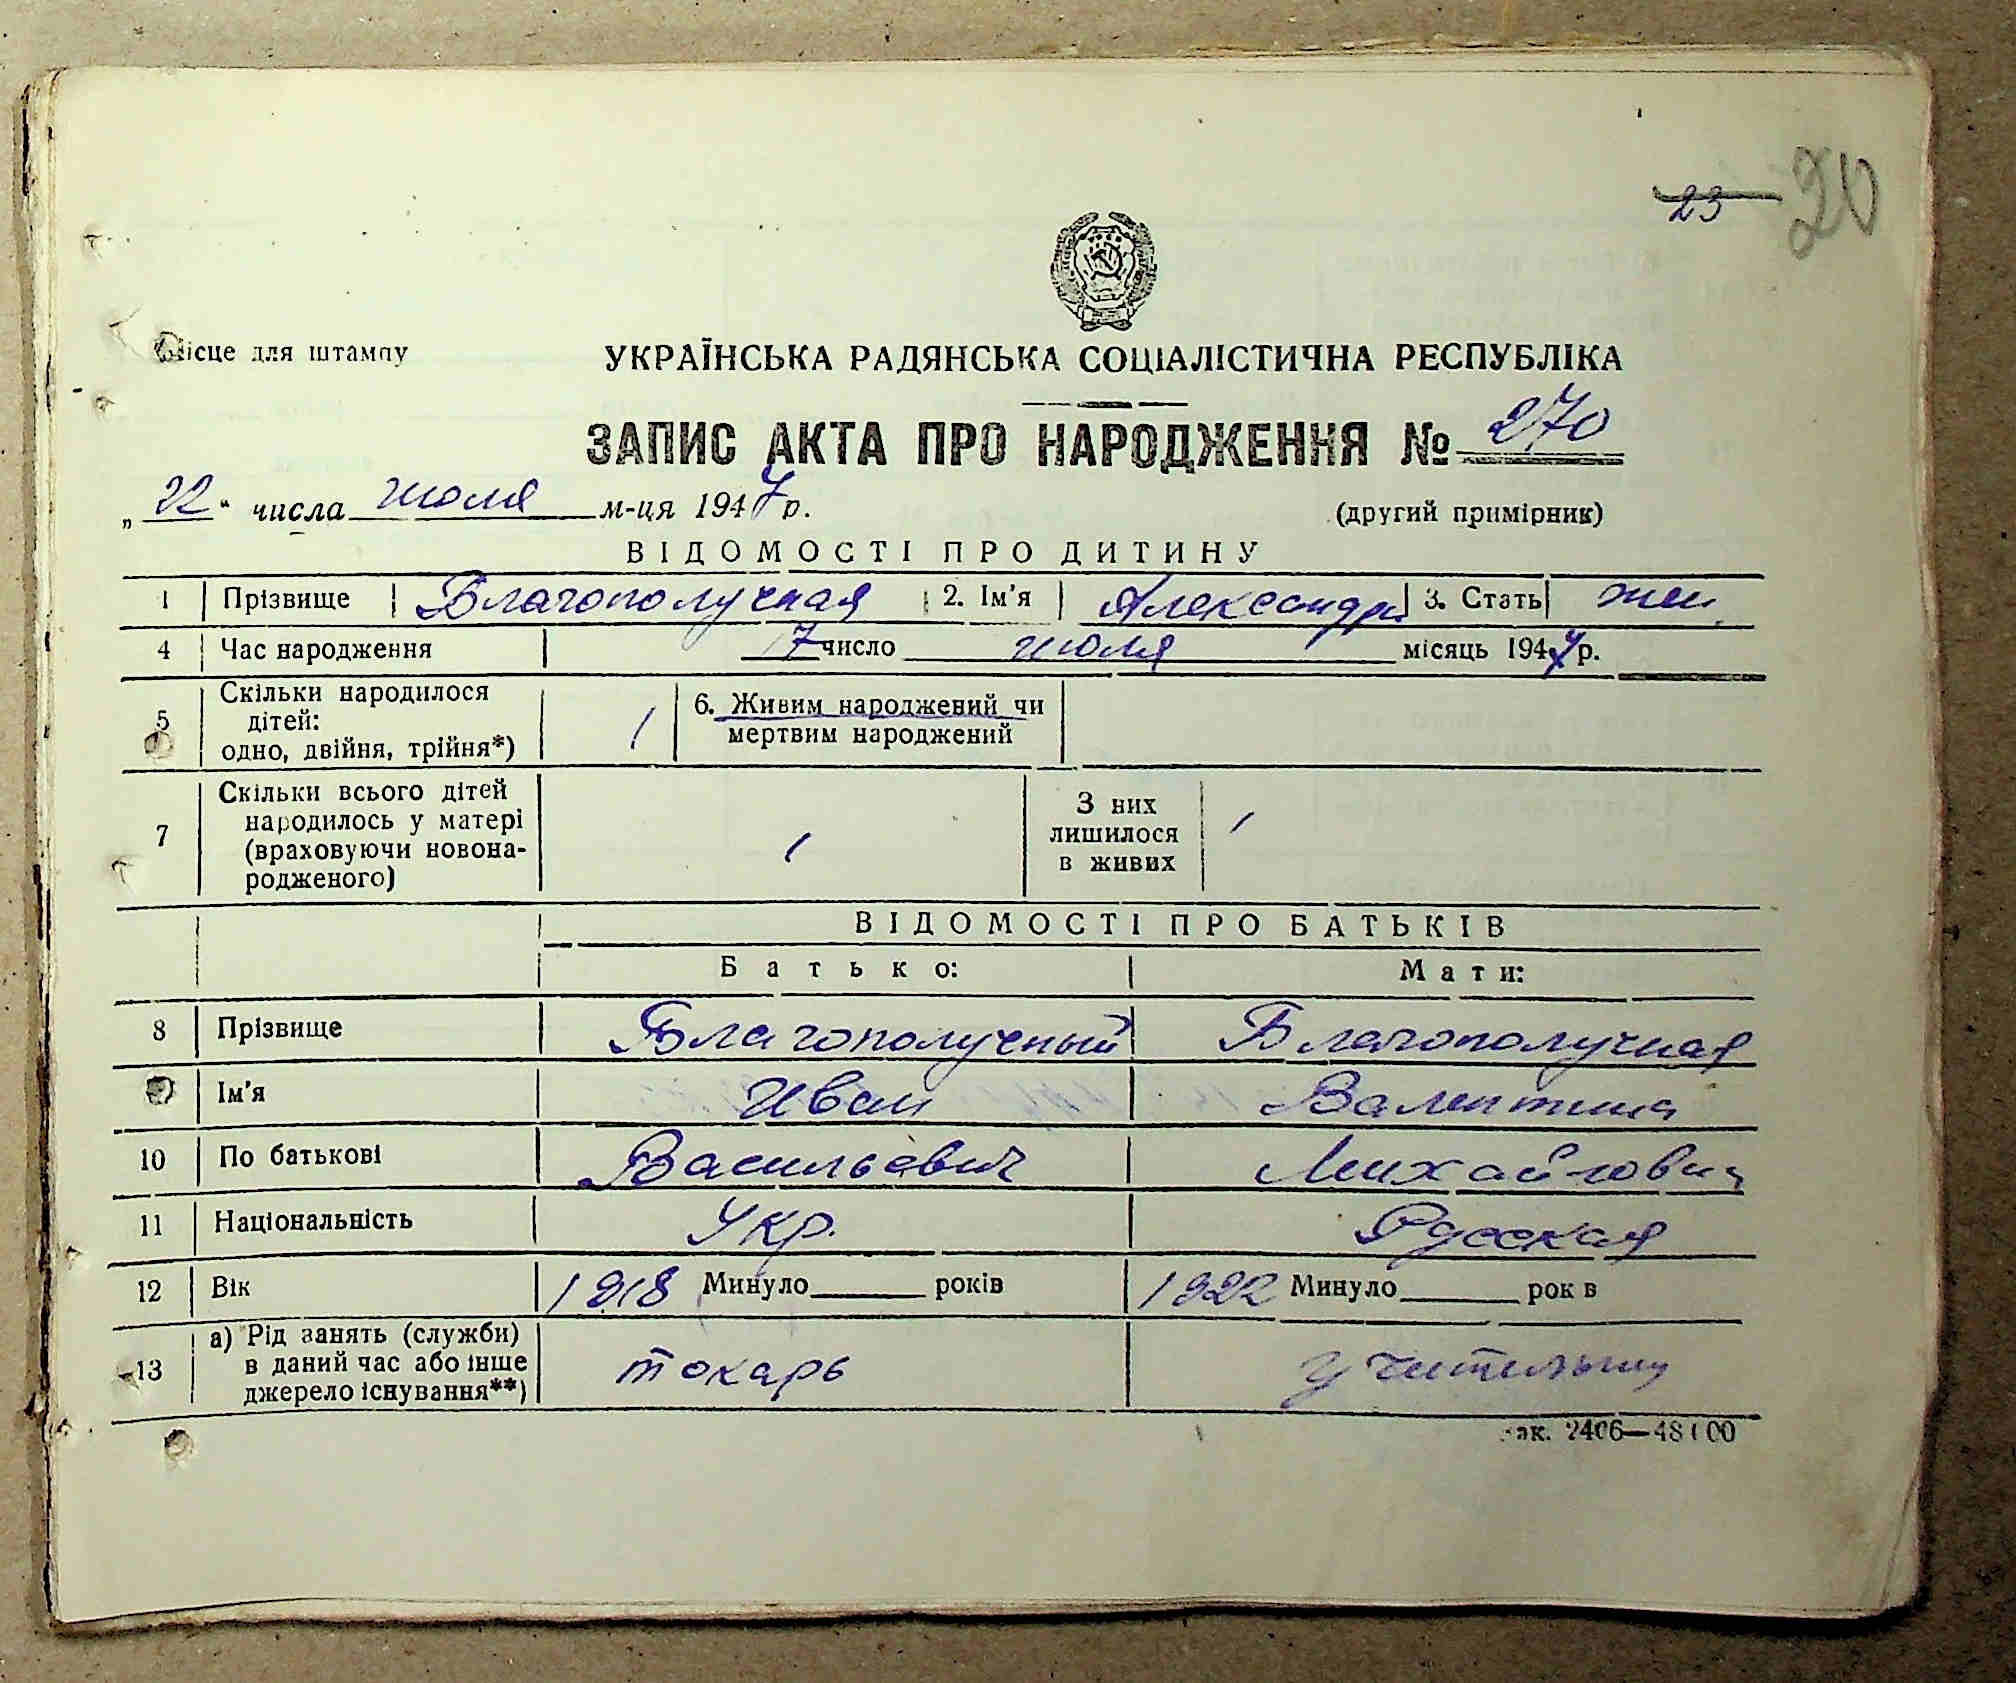 23 20
Місце для штампу
УКРАЇНСЬКА РАДЯНСЬКА СОЦІАЛІСТИЧНА РЕСПУБЛІКА
ЗАПИС АКТА ПРО НАРОДЖЕННЯ № 270
„22“ числа июля м-ця 1947 р. (другий примірник)
ВІДОМОСТІ ПРО ДИТИНУ
1 Прізвище Благополучная 2. Ім'я Александра 3. Стать жен.
4 Час народження 7 число июля місяць 1947 р.
5 Скільки народилося дітей: одно, двійня, трійня*) 1 6. Живим народжений чи мертвим народжений
7 Скільки всього дітей народилось у матері (враховуючи новонародженого) 1 З них лишилося в живих 1
ВІДОМОСТІ ПРО БАТЬКІВ
Батько: Мати:
8 Прізвище Благополучный Благополучная
Ім'я Иван Валентина
10 По батькові Васильевич Михайловн
11 Національність Укр. Русская
12 Вік 1918 Минуло років 1922 Минуло рок в
13 а) Рід занять (служби) в даний час або інше джерело існування**) токарь учительниц
зак. 2406—48000